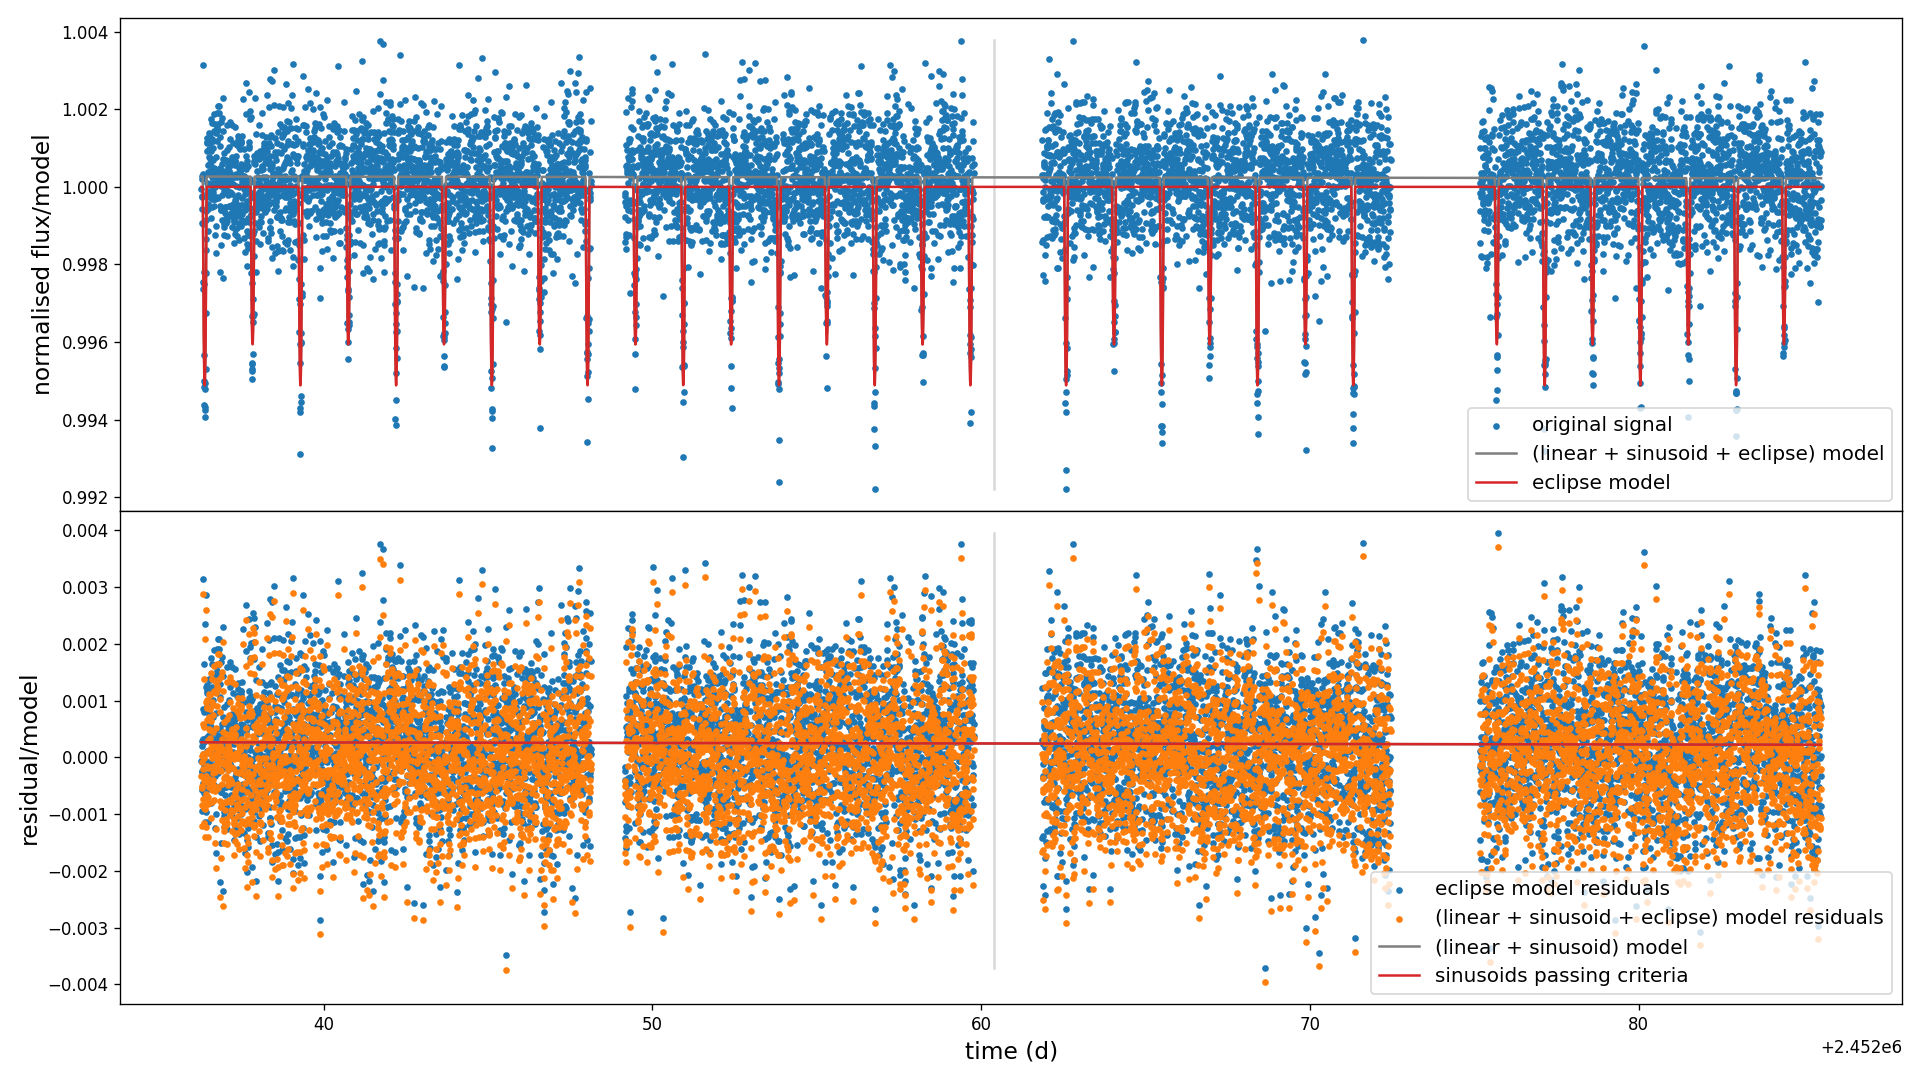 1.004
1.002
1.000
0.998
0.996
0.994
0.992
normalised flux/model
original signal
(linear + sinusoid + eclipse) model
eclipse model
0.004
0.003
0.002
0.001
0.000
−0.001
−0.002
−0.003
−0.004
residual/model
eclipse model residuals
(linear + sinusoid + eclipse) model residuals
(linear + sinusoid) model
sinusoids passing criteria
40 50 60 70 80
time (d)
+2.452e6